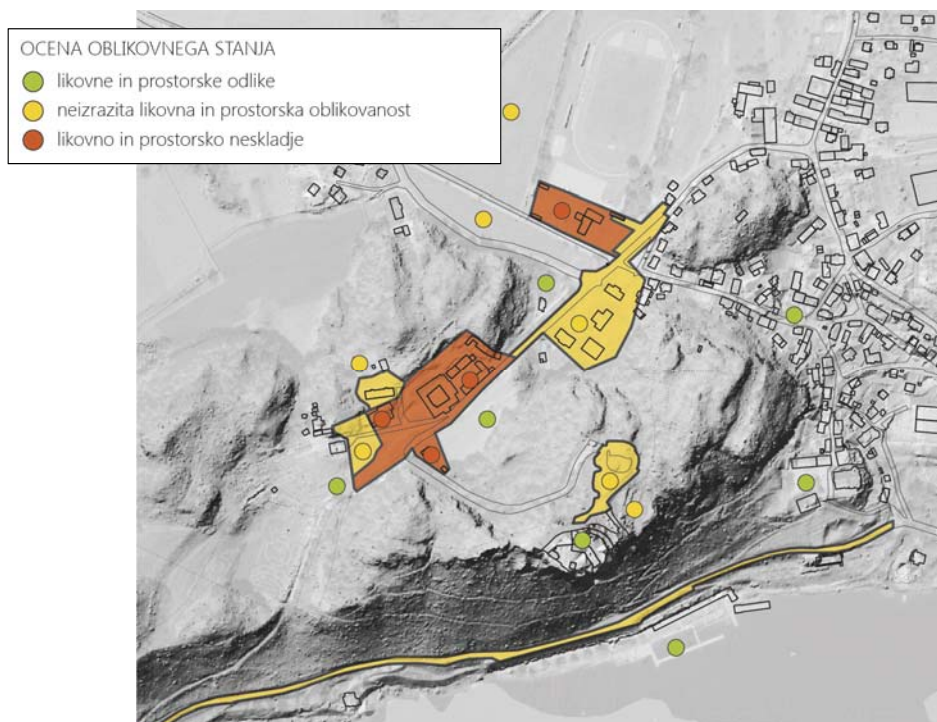 OCENA OBLIKOVNEGA STANJA
likovne in prostorske odlike
neizrazita likovna in prostorska oblikovanost
likovno in prostorsko neskladje